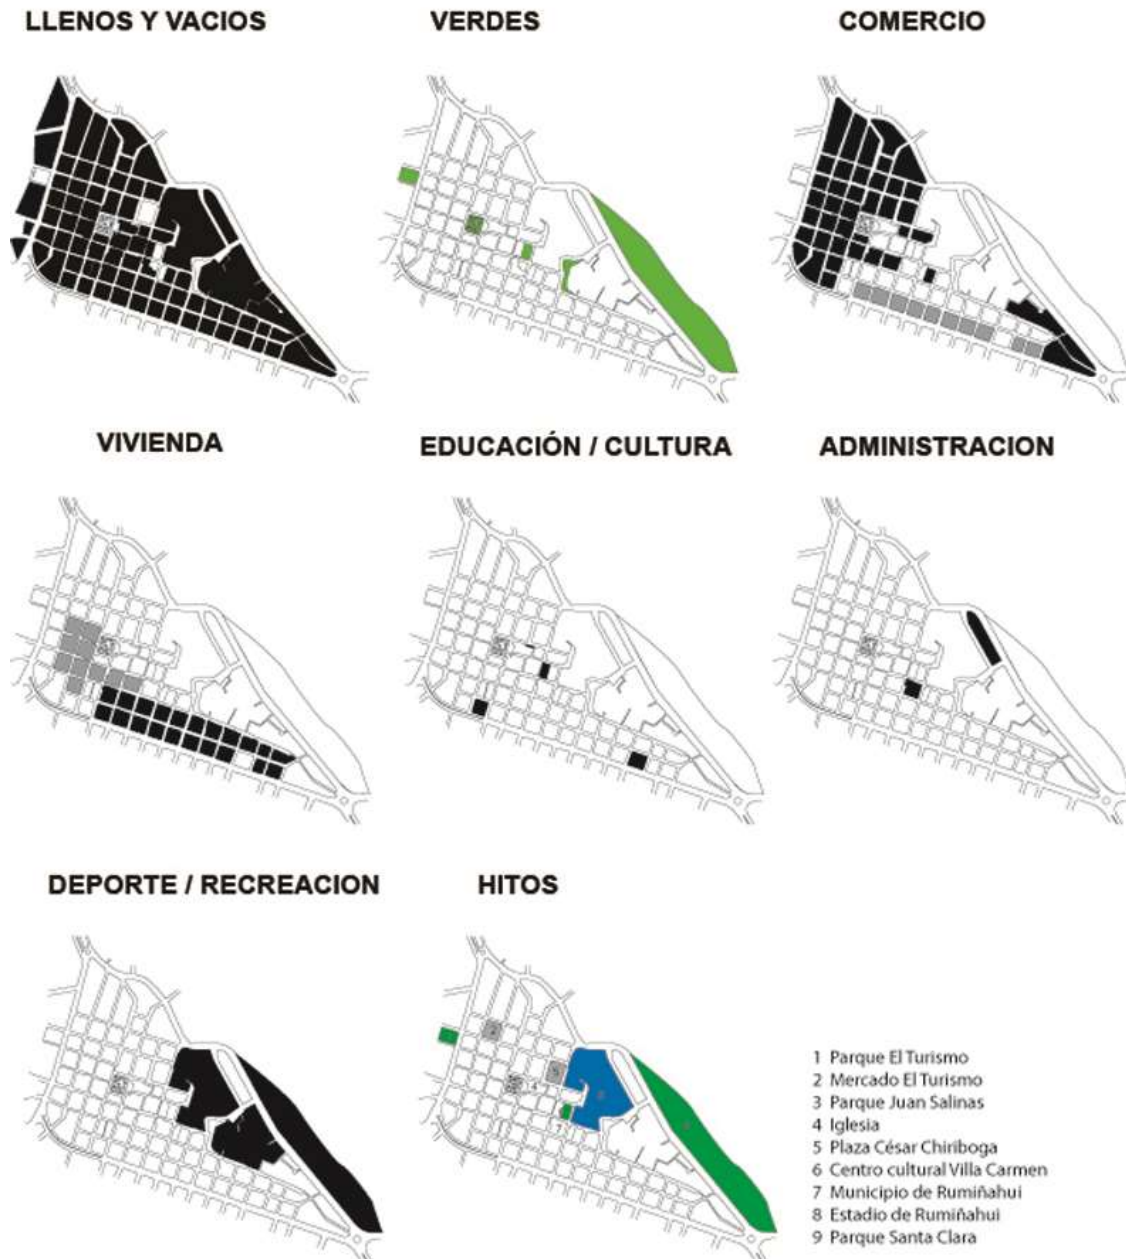 LLENOS Y VACIOS
VERDES
COMERCIO
VIVIENDA
EDUCACIÓN / CULTURA
ADMINISTRACION
DEPORTE / RECREACION
HITOS
1 Parque El Turismo
2 Mercado El Turismo
3 Parque Juan Salinas
4 Iglesia
5 Plaza César Chiriboga
6 Centro cultural Villa Carmen
7 Municipio de Rumiñahui
8 Estadio de Rumiñahui
9 Parque Santa Clara